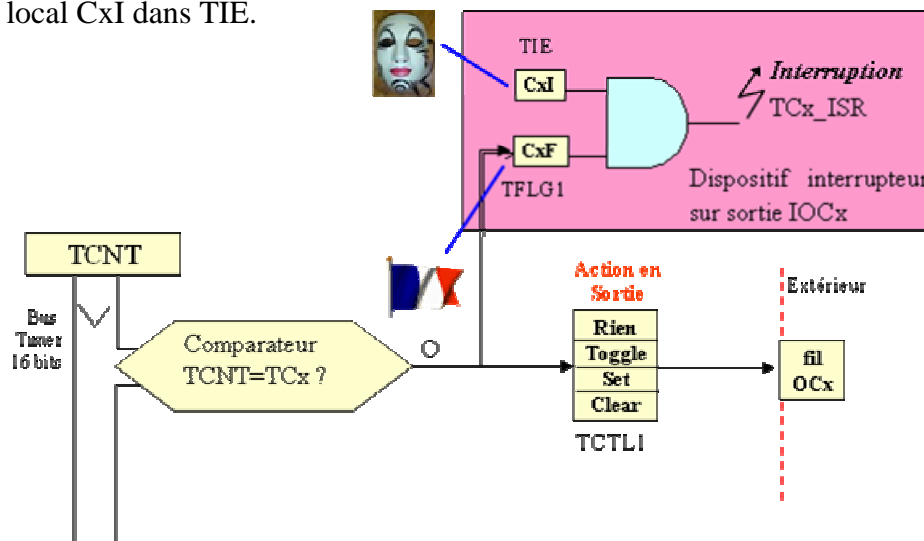 local CxI dans TIE.
TIE
CxI
Interruption
TCx_ISR
CxF
TFLG1
Dispositif interrupteur
sur sortie IOCx
TCNT
Bus
Timer
16 bits
Comparateur
TCNT=TCx ?
O
Action en
Sortie
Rien
Toggle
Set
Clear
TCTL1
Extérieur
fil
OCx